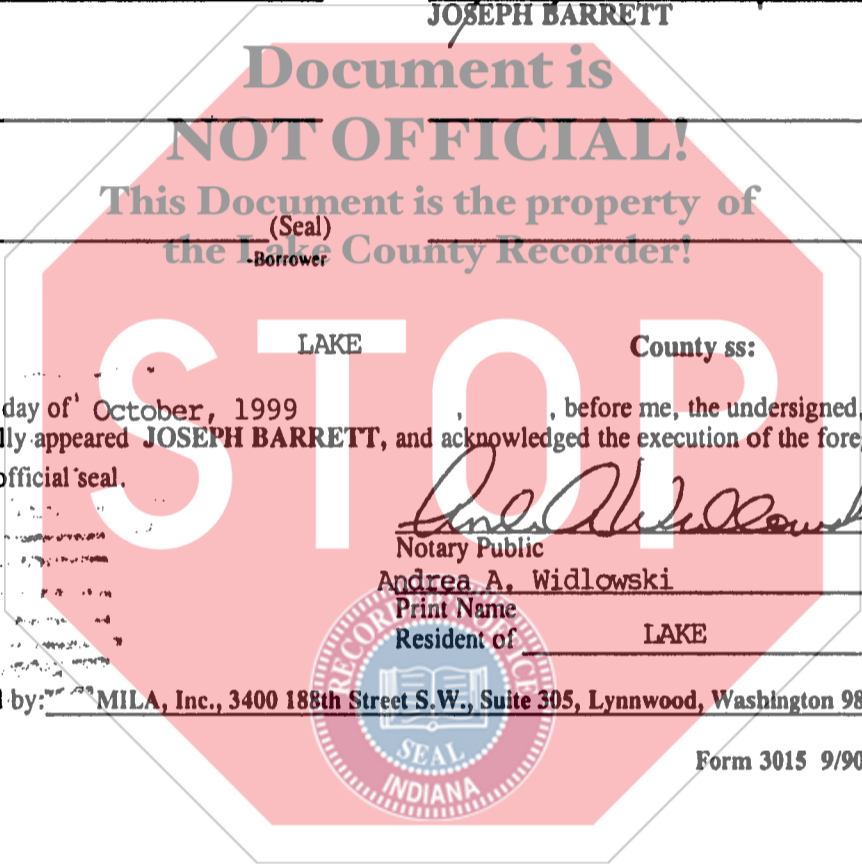 JOSEPH BARRETT
Document is
NOT OFFICIAL!
This Document is the property of
the Lake County Recorder!
(Seal)
-Borrower
STOP
LAKE County ss:
day of October, 1999 , , before me, the undersigned,
lly appeared JOSEPH BARRETT, and acknowledged the execution of the fore
official seal.
Notary Public
Andrea A. Widlowski
Print Name
Resident of LAKE
by: MILA, Inc., 3400 188th Street S.W., Suite 305, Lynnwood, Washington 98
RECORDER'S OFFICE
SEAL
INDIANA
Form 3015 9/90